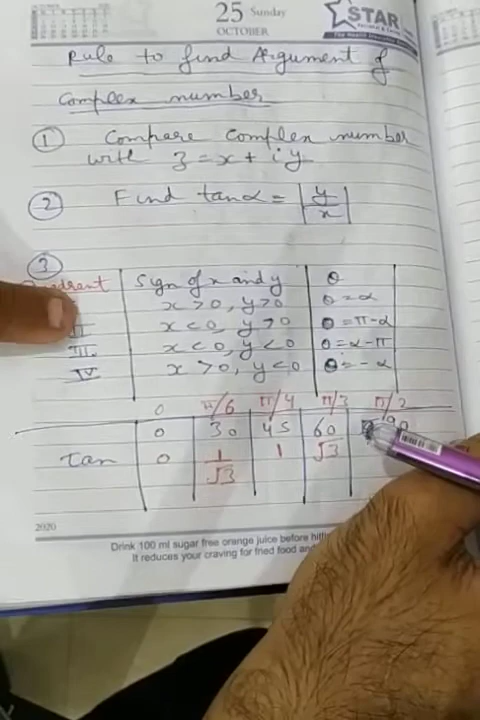 25 Sunday
OCTOBER
STAR
Rule to find Argument of
Complex number
① Compare complex number
with z = x + iy
② Find tanα = |y/x|
③
Sign of x and y θ
x > 0, y > 0 θ = α
II x < 0, y > 0 θ = π - α
III x < 0, y < 0 θ = α - π
IV x > 0, y < 0 θ = - α
0 π/6 π/4 π/3 π/2
0 30 45 60 90
tan 0 1/√3 1 √3
2020
Drink 100 ml sugar free orange juice before
It reduces your craving for fried food and